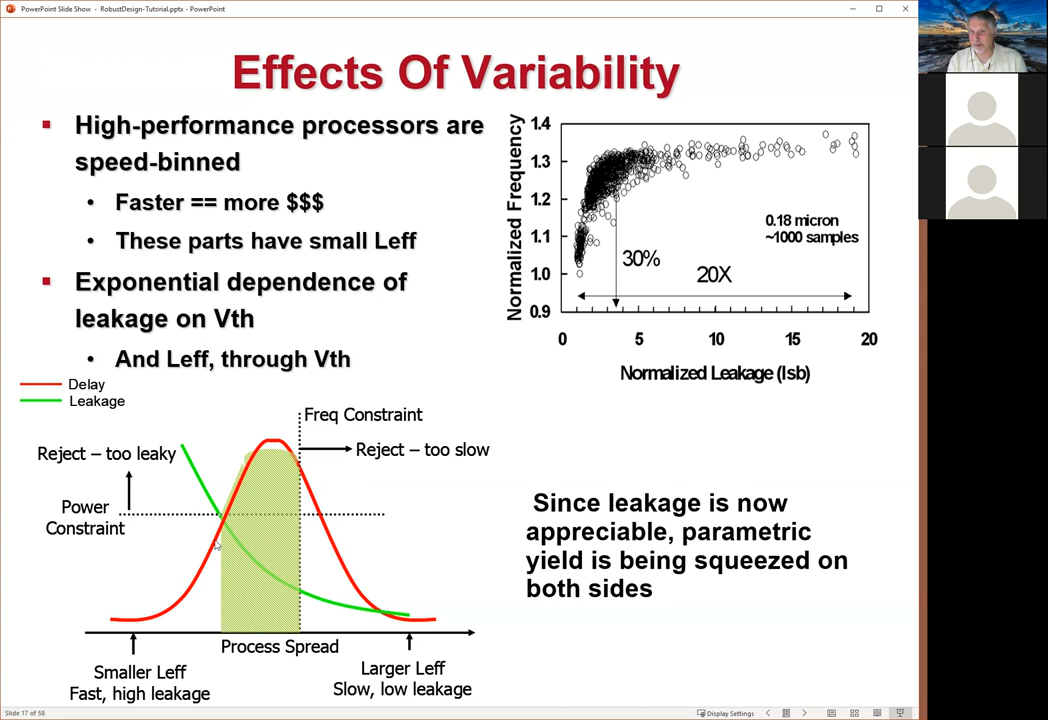 PowerPoint Slide Show - RobustDesign-Tutorial.pptx - PowerPoint
Effects Of Variability
High-performance processors are
speed-binned
Faster == more $$$
These parts have small Leff
Exponential dependence of
leakage on Vth
And Leff, through Vth
Normalized Frequency
1.4
1.3
1.2
1.1
1.0
0.9
0.18 micron
~1000 samples
30%
20X
0
5
10
15
20
Normalized Leakage (Isb)
Delay
Leakage
Freq Constraint
Reject – too leaky
Reject – too slow
Power
Constraint
Process Spread
Smaller Leff
Fast, high leakage
Larger Leff
Slow, low leakage
Since leakage is now
appreciable, parametric
yield is being squeezed on
both sides
Slide 17 of 58
Display Settings